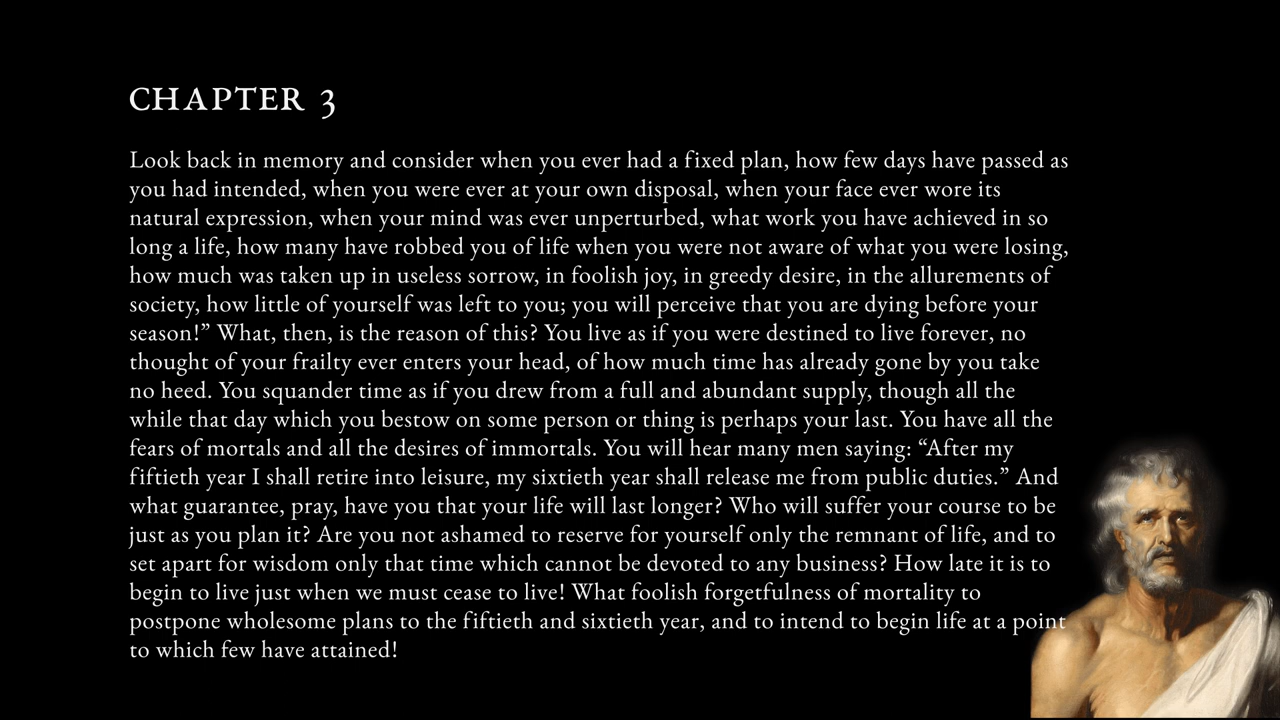 CHAPTER 3
Look back in memory and consider when you ever had a fixed plan, how few days have passed as
you had intended, when you were ever at your own disposal, when your face ever wore its
natural expression, when your mind was ever unperturbed, what work you have achieved in so
long a life, how many have robbed you of life when you were not aware of what you were losing,
how much was taken up in useless sorrow, in foolish joy, in greedy desire, in the allurements of
society, how little of yourself was left to you; you will perceive that you are dying before your
season!” What, then, is the reason of this? You live as if you were destined to live forever, no
thought of your frailty ever enters your head, of how much time has already gone by you take
no heed. You squander time as if you drew from a full and abundant supply, though all the
while that day which you bestow on some person or thing is perhaps your last. You have all the
fears of mortals and all the desires of immortals. You will hear many men saying: “After my
fiftieth year I shall retire into leisure, my sixtieth year shall release me from public duties.” And
what guarantee, pray, have you that your life will last longer? Who will suffer your course to be
just as you plan it? Are you not ashamed to reserve for yourself only the remnant of life, and to
set apart for wisdom only that time which cannot be devoted to any business? How late it is to
begin to live just when we must cease to live! What foolish forgetfulness of mortality to
postpone wholesome plans to the fiftieth and sixtieth year, and to intend to begin life at a point
to which few have attained!